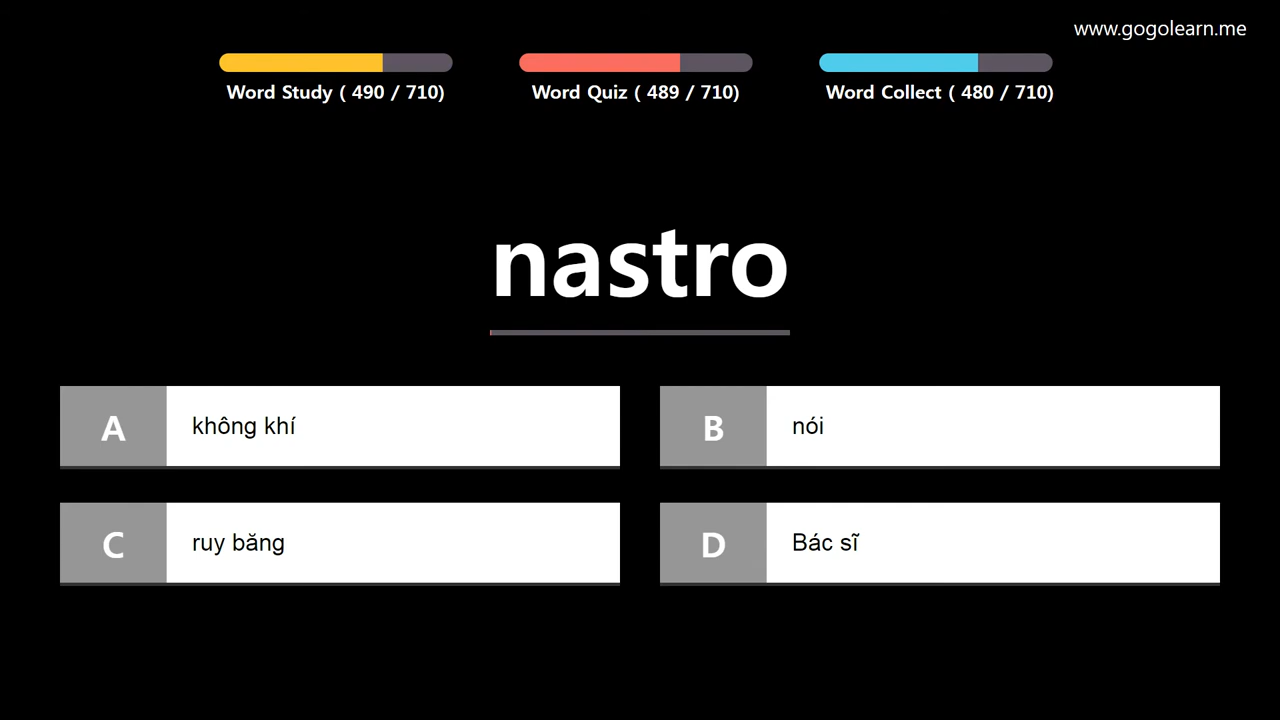 www.gogolearn.me
Word Study ( 490 / 710)
Word Quiz ( 489 / 710)
Word Collect ( 480 / 710)
nastro
A
không khí
B
nói
C
ruy băng
D
Bác sĩ